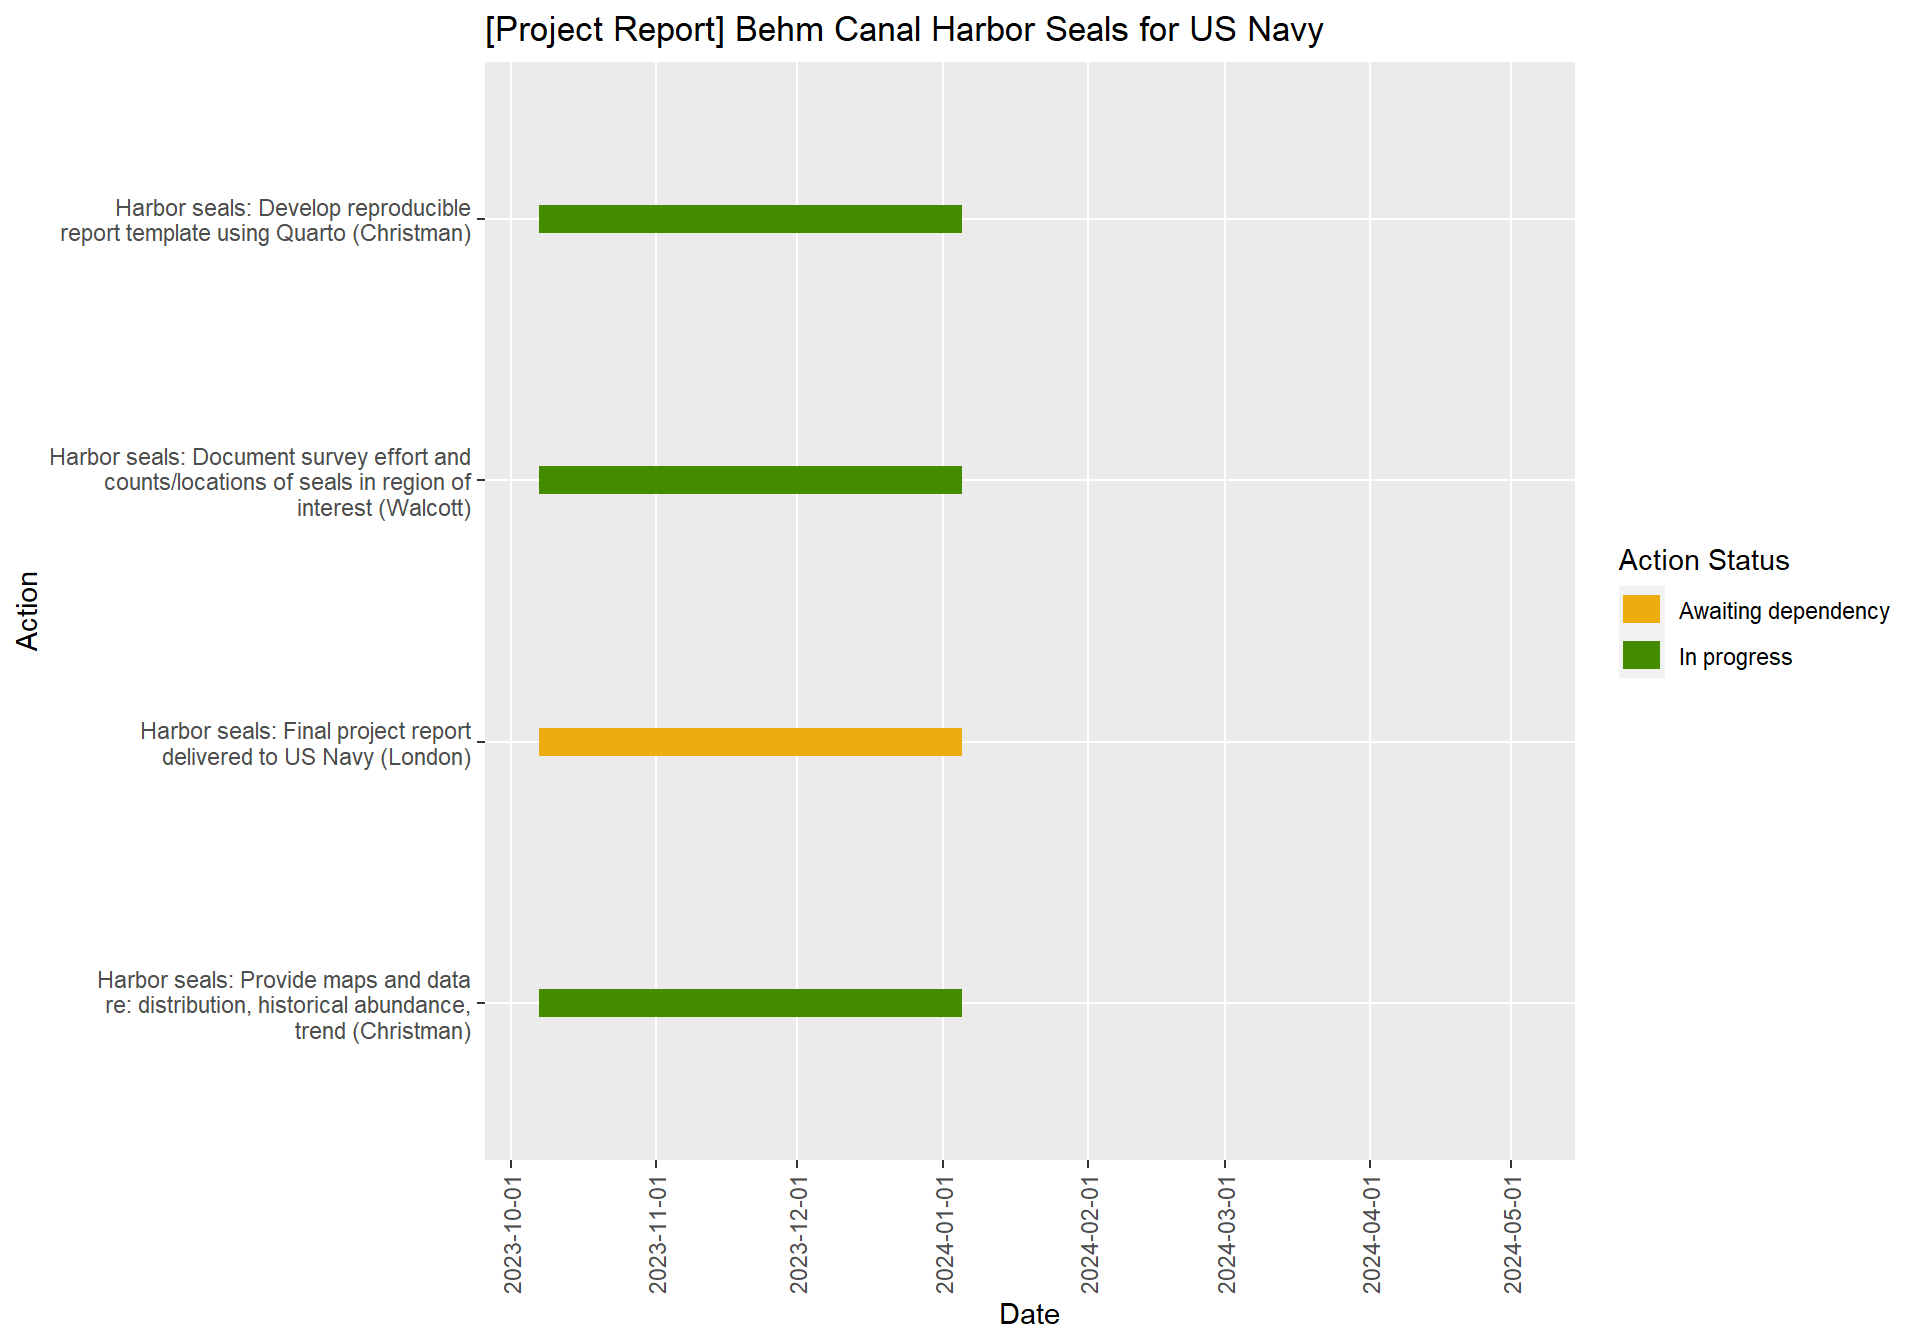 [Project Report] Behm Canal Harbor Seals for US Navy
Harbor seals: Develop reproducible
report template using Quarto (Christman)
Harbor seals: Document survey effort and
counts/locations of seals in region of
interest (Walcott)
Harbor seals: Final project report
delivered to US Navy (London)
Harbor seals: Provide maps and data
re: distribution, historical abundance,
trend (Christman)
Action
2023-10-01
2023-11-01
2023-12-01
2024-01-01
2024-02-01
2024-03-01
2024-04-01
2024-05-01
Date
Action Status
Awaiting dependency
In progress